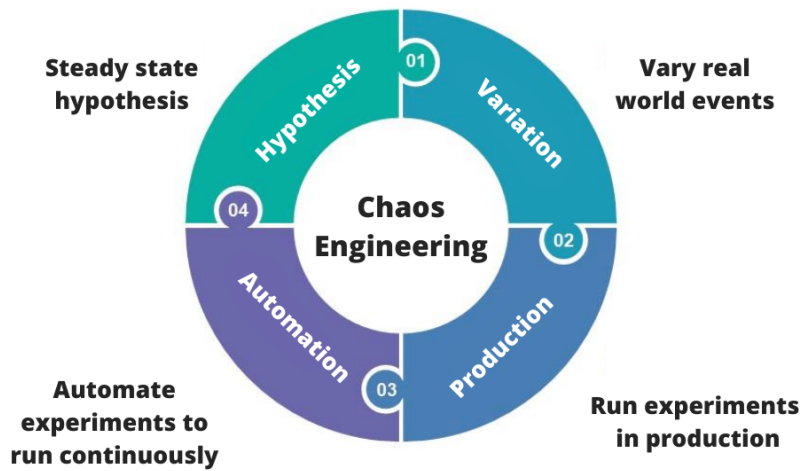 Steady state
hypothesis
Hypothesis
01
Variation
Vary real
world events
04
Chaos
Engineering
02
Automation
03
Production
Automate
experiments to
run continuously
Run experiments
in production